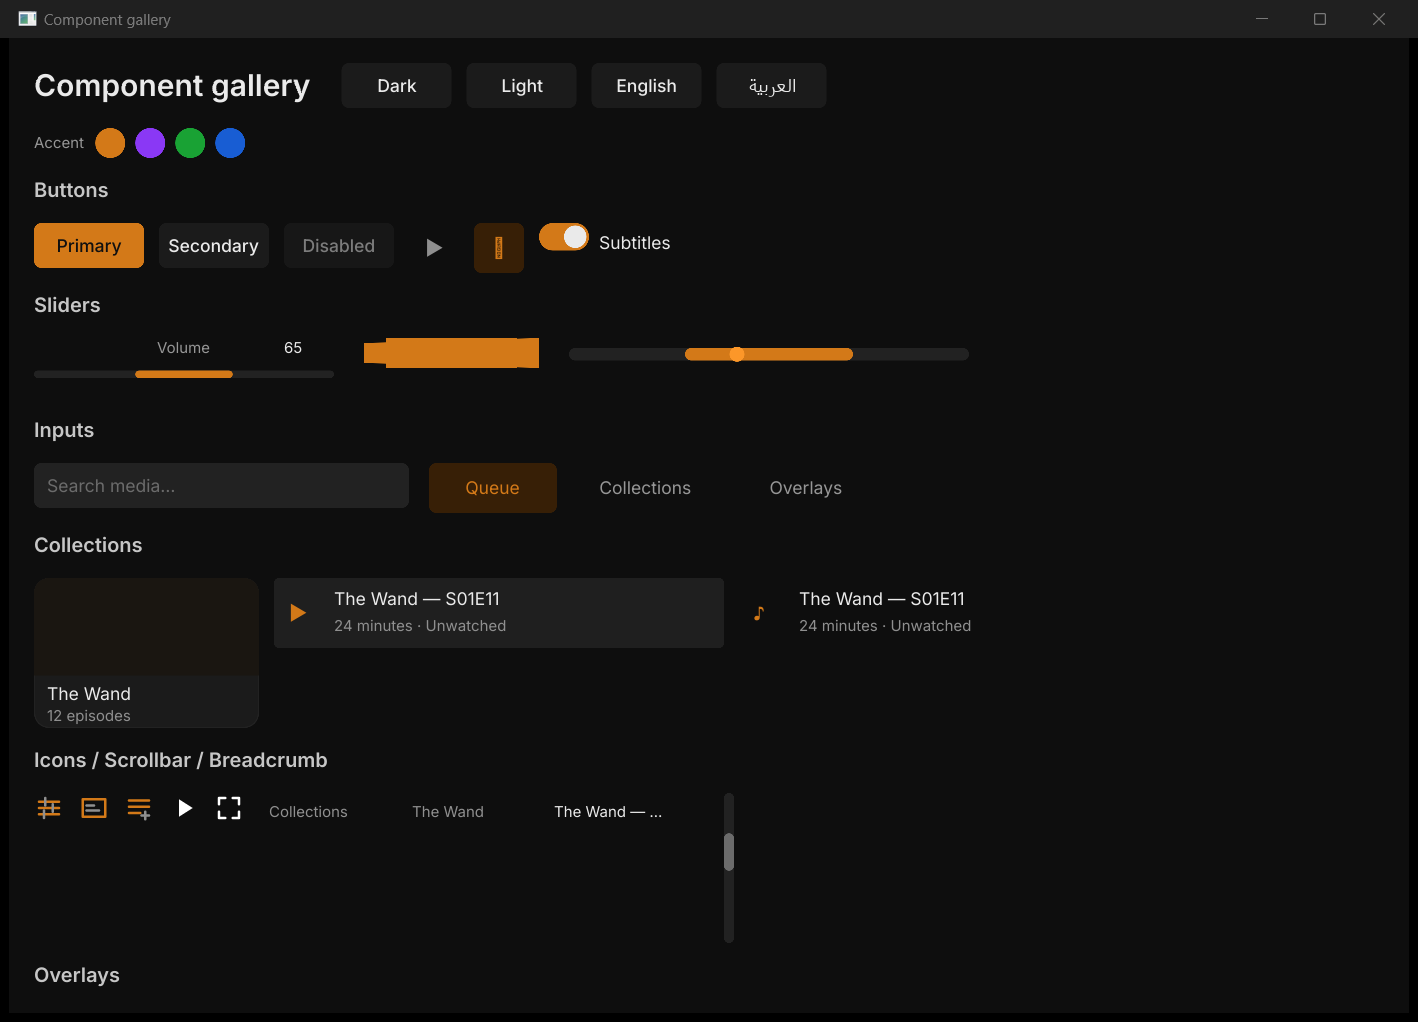 Component gallery
Component gallery
Dark
Light
English
العربية
Accent
Buttons
Primary
Secondary
Disabled
Subtitles
Sliders
Volume
65
Inputs
Search media...
Queue
Collections
Overlays
Collections
The Wand
12 episodes
The Wand — S01E11
24 minutes · Unwatched
The Wand — S01E11
24 minutes · Unwatched
Icons / Scrollbar / Breadcrumb
Collections
The Wand
The Wand — ...
Overlays